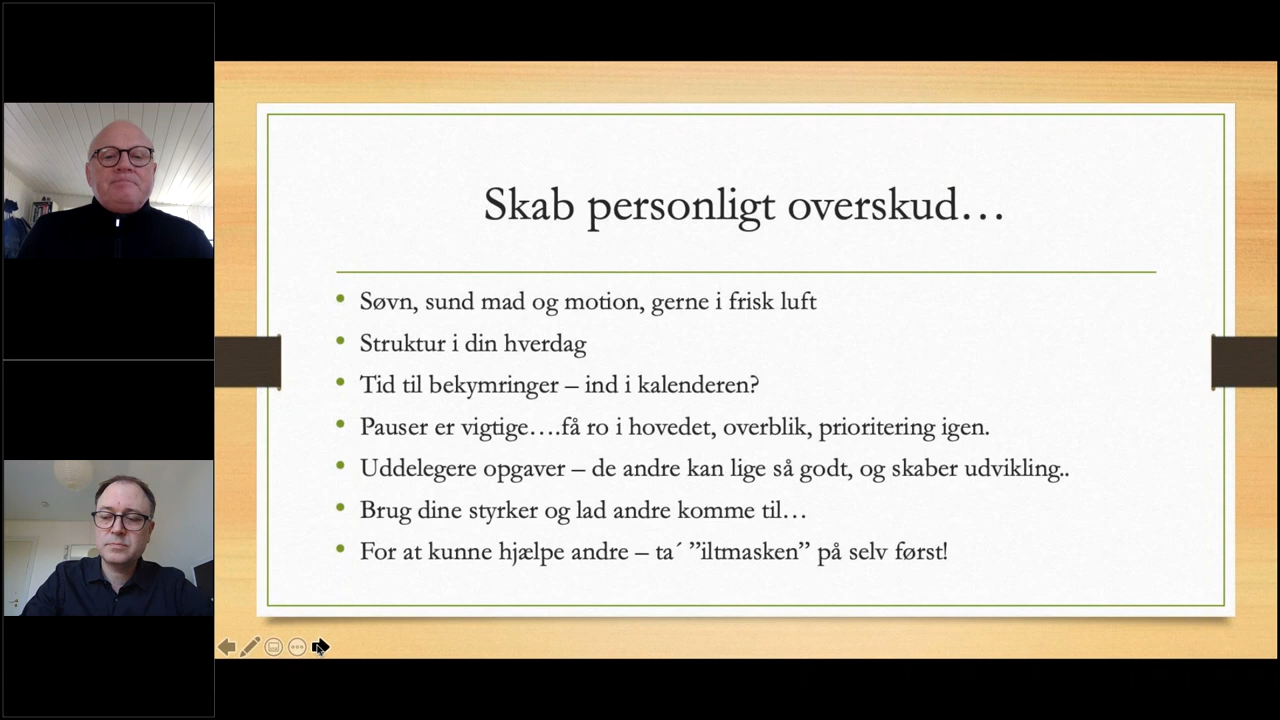 Skab personligt overskud…
Søvn, sund mad og motion, gerne i frisk luft
Struktur i din hverdag
Tid til bekymringer – ind i kalenderen?
Pauser er vigtige….få ro i hovedet, overblik, prioritering igen.
Uddelegere opgaver – de andre kan lige så godt, og skaber udvikling..
Brug dine styrker og lad andre komme til…
For at kunne hjælpe andre – ta´ ”iltmasken” på selv først!